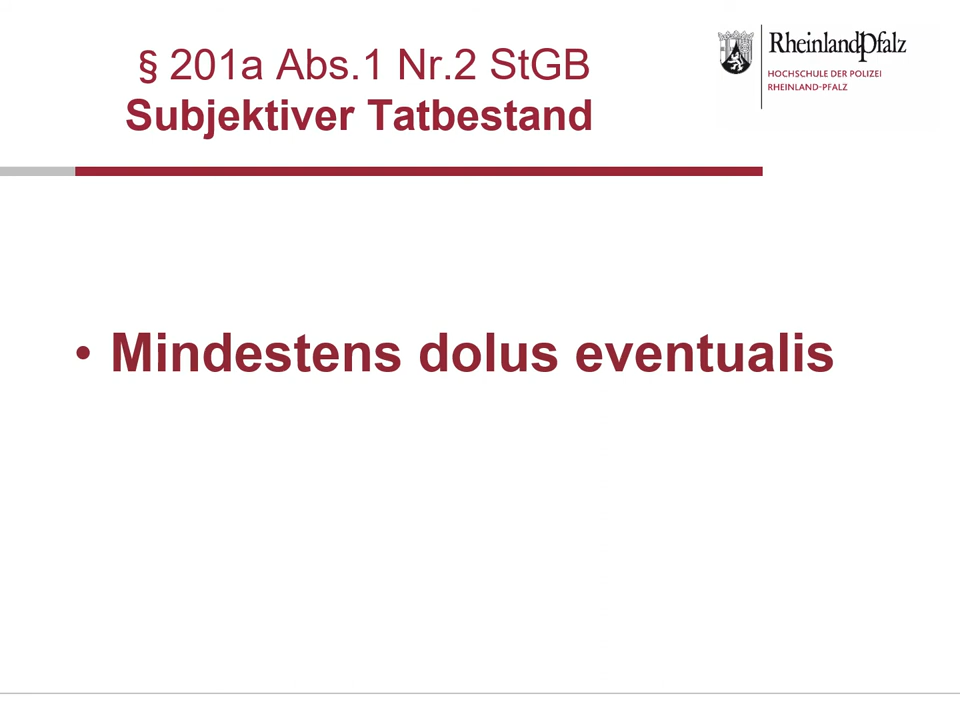 § 201a Abs.1 Nr.2 StGB
Subjektiver Tatbestand
RheinlandPfalz
HOCHSCHULE DER POLIZEI
RHEINLAND-PFALZ
• Mindestens dolus eventualis